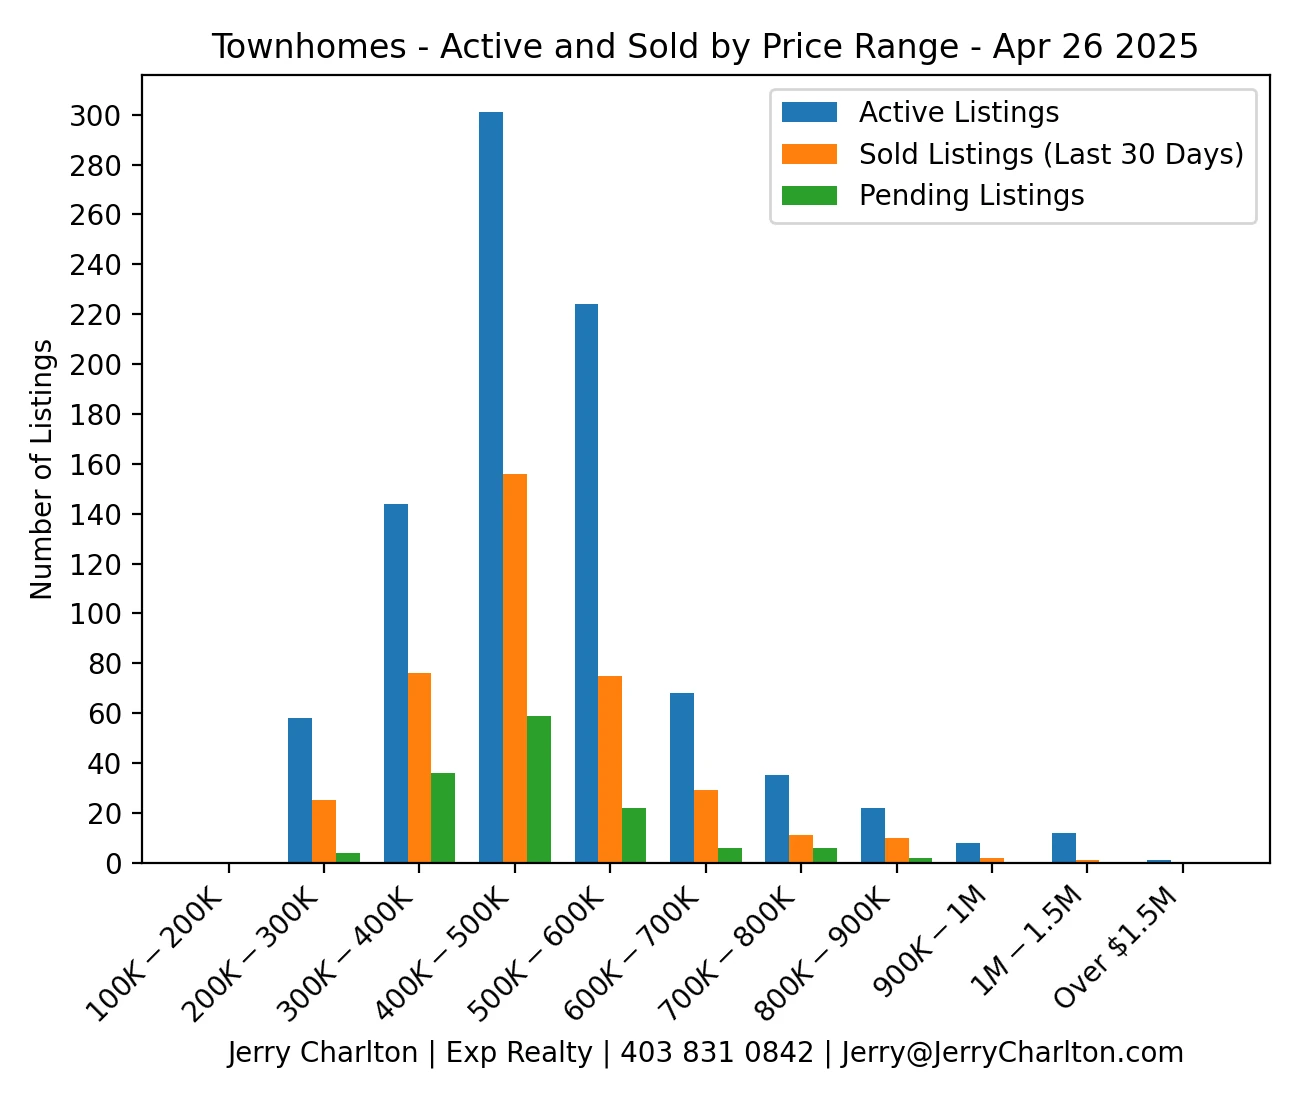 Townhomes - Active and Sold by Price Range - Apr 26 2025
Active Listings
Sold Listings (Last 30 Days)
Pending Listings
Number of Listings
300
280
260
240
220
200
180
160
140
120
100
80
60
40
20
0
100K − 200K
200K − 300K
300K − 400K
400K − 500K
500K − 600K
600K − 700K
700K − 800K
800K − 900K
900K − 1M
1M − 1.5M
Over $1.5M
Jerry Charlton | Exp Realty | 403 831 0842 | Jerry@JerryCharlton.com